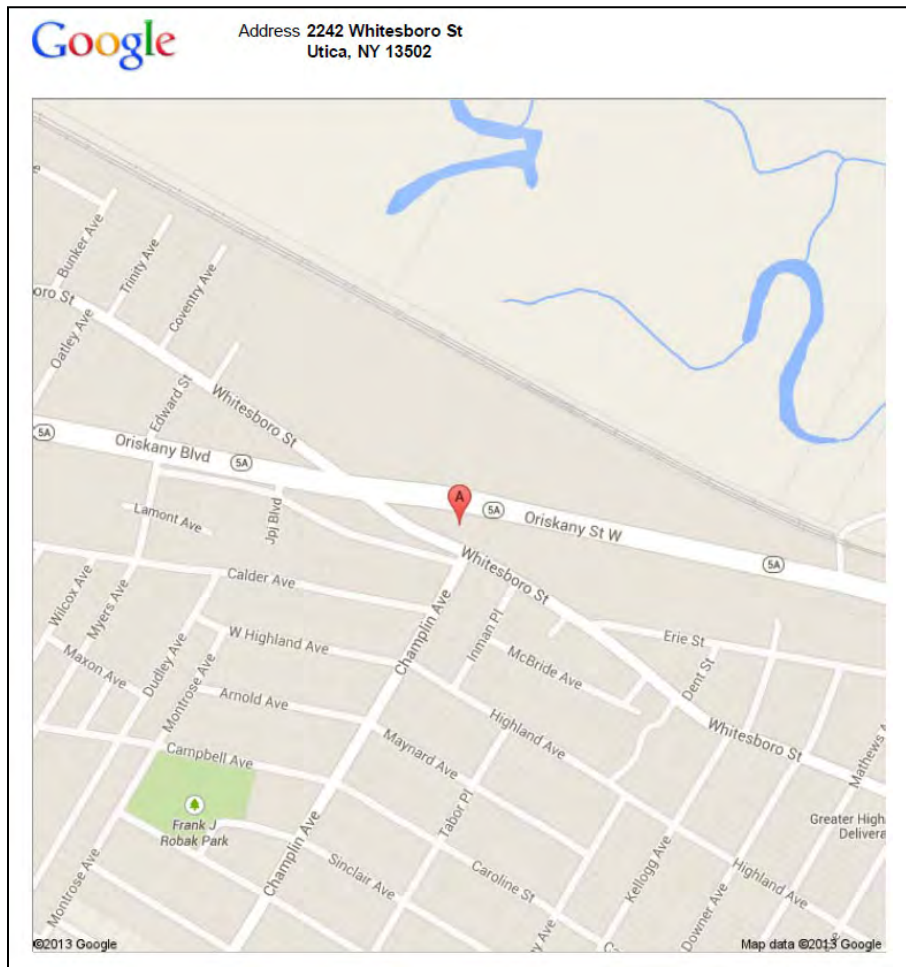 Google
Address 2242 Whitesboro St
Utica, NY 13502
Bunker Ave
Trinity Ave
Coventry Ave
oro St
Oatley Ave
Edward St
Whitesboro St
5A
Oriskany Blvd
5A
A
5A
Oriskany St W
5A
Lamont Ave
Jpj Blvd
Whitesboro St
Wilcox Ave
Myers Ave
Calder Ave
Champlin Ave
Inman Pl
Erie St
Maxon Ave
Dudley Ave
W Highland Ave
McBride Ave
Dent St
Montrose Ave
Arnold Ave
Highland Ave
Whitesboro St
Campbell Ave
Maynard Ave
Mathews A
Frank J
Robak Park
Tabor Pl
Greater High
Delivera
Champlin Ave
Sinclair Ave
Caroline St
Kellogg Ave
Highland Ave
Montrose Ave
Downer Ave
ry Ave
Ca
©2013 Google
Map data ©2013 Google